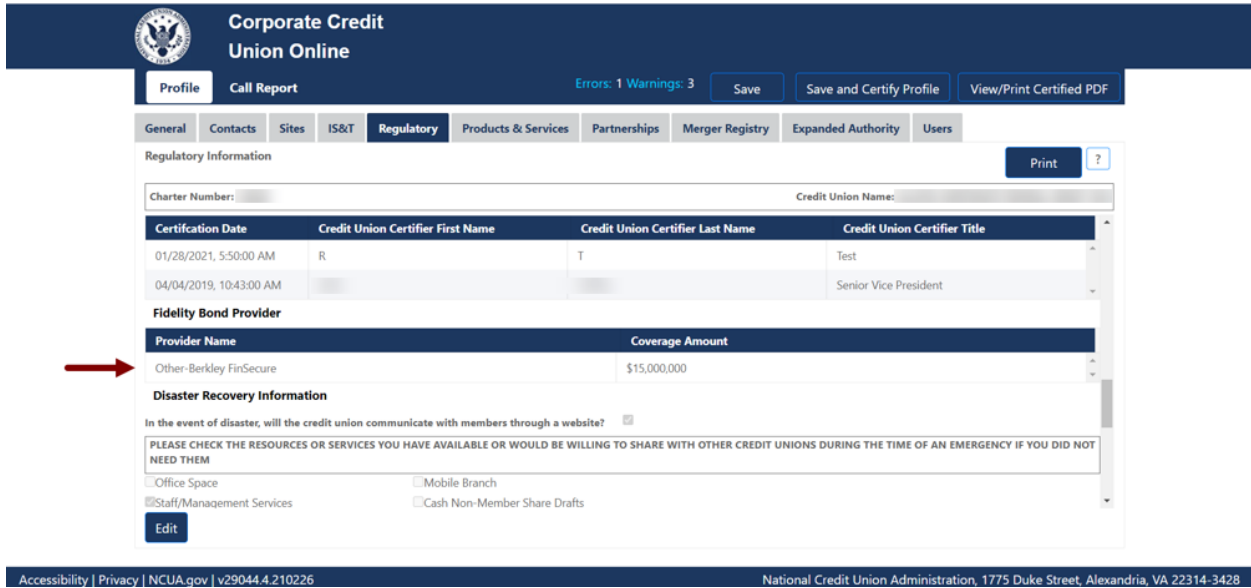 Corporate Credit
Union Online
Profile
Call Report
Errors: 1 Warnings: 3
Save
Save and Certify Profile
View/Print Certified PDF
General
Contacts
Sites
IS&T
Regulatory
Products & Services
Partnerships
Merger Registry
Expanded Authority
Users
Regulatory Information
Print
?
Charter Number:
Credit Union Name:
Certifcation Date
Credit Union Certifier First Name
Credit Union Certifier Last Name
Credit Union Certifier Title
01/28/2021, 5:50:00 AM
R
T
Test
04/04/2019, 10:43:00 AM
Senior Vice President
Fidelity Bond Provider
Provider Name
Coverage Amount
Other-Berkley FinSecure
$15,000,000
Disaster Recovery Information
In the event of disaster, will the credit union communicate with members through a website?
PLEASE CHECK THE RESOURCES OR SERVICES YOU HAVE AVAILABLE OR WOULD BE WILLING TO SHARE WITH OTHER CREDIT UNIONS DURING THE TIME OF AN EMERGENCY IF YOU DID NOT
NEED THEM
Office Space
Mobile Branch
Staff/Management Services
Cash Non-Member Share Drafts
Edit
Accessibility | Privacy | NCUA.gov | v29044.4.210226
National Credit Union Administration, 1775 Duke Street, Alexandria, VA 22314-3428